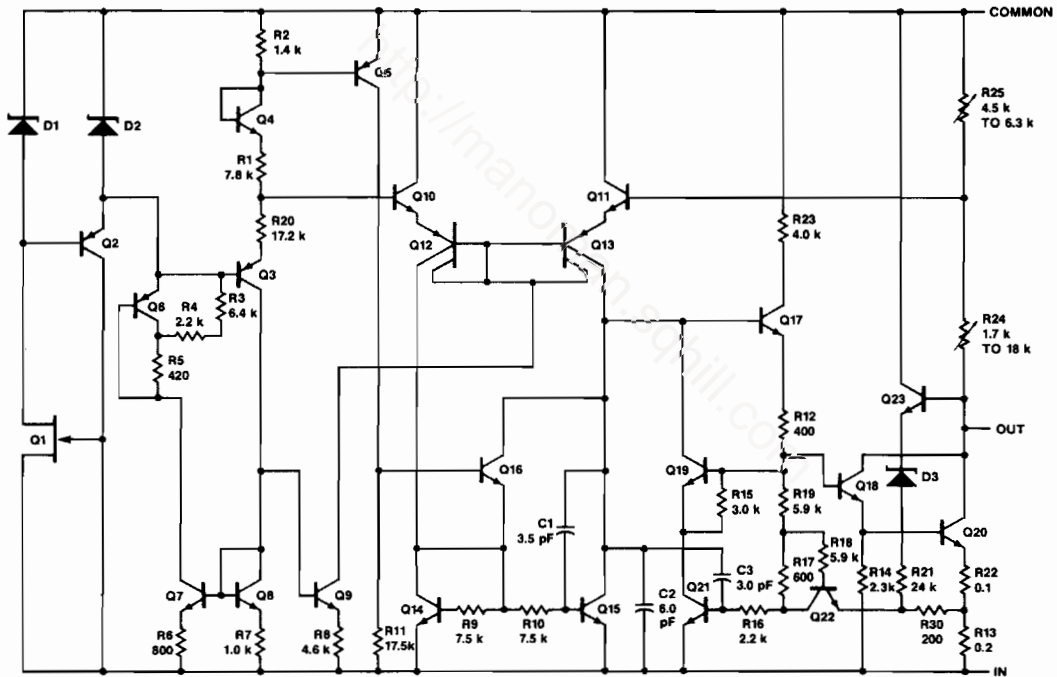 COMMON
R2
1.4 k
Q5
R25
4.5 k
TO 6.3 k
D1
D2
Q4
R1
7.8 k
Q10
Q11
Q2
R20
17.2 k
Q12
Q13
R23
4.0 k
Q3
Q6
R4
2.2 k
R3
6.4 k
Q17
R24
1.7 k
TO 18 k
R5
420
Q23
R12
400
OUT
Q1
Q16
Q19
Q18
D3
R15
3.0 k
R19
5.9 k
C1
3.5 pF
R18
5.9 k
Q20
Q7
Q8
Q9
C3
3.0 pF
R17
600
R14
2.3k
R21
24 k
R22
0.1
Q14
Q15
C2
6.0
pF
Q21
Q22
R6
800
R7
1.0 k
R8
4.6 k
R11
17.5k
R9
7.5 k
R10
7.5 k
R16
2.2 k
R30
200
R13
0.2
IN
http://manoman.sqhill.com